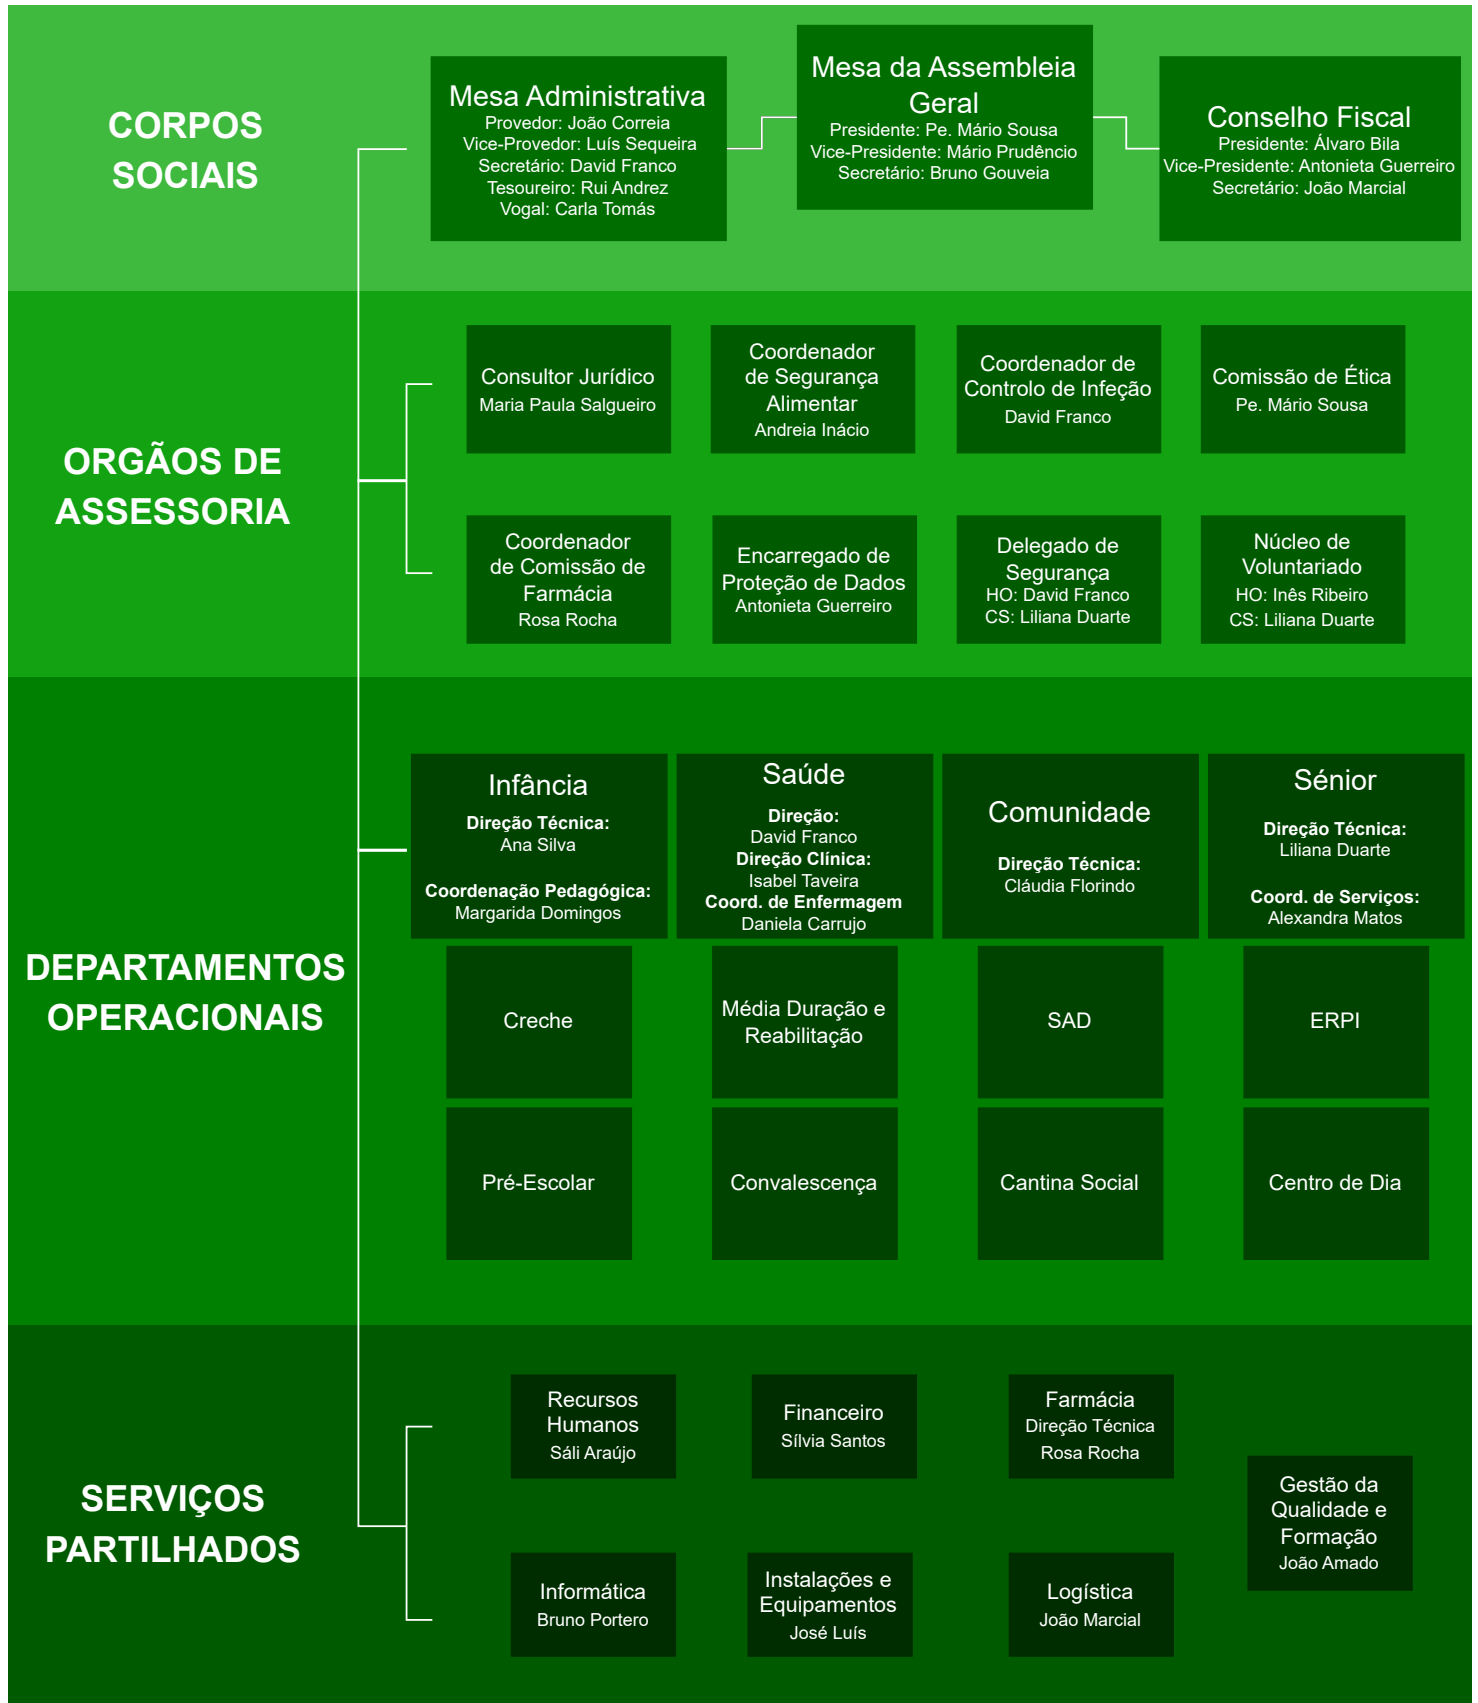 CORPOS
SOCIAIS
Mesa Administrativa
Provedor: João Correia
Vice-Provedor: Luís Sequeira
Secretário: David Franco
Tesoureiro: Rui Andrez
Vogal: Carla Tomás
Mesa da Assembleia
Geral
Presidente: Pe. Mário Sousa
Vice-Presidente: Mário Prudêncio
Secretário: Bruno Gouveia
Conselho Fiscal
Presidente: Álvaro Bila
Vice-Presidente: Antonieta Guerreiro
Secretário: João Marcial
ORGÃOS DE
ASSESSORIA
Consultor Jurídico
Maria Paula Salgueiro
Coordenador
de Segurança
Alimentar
Andreia Inácio
Coordenador de
Controlo de Infeção
David Franco
Comissão de Ética
Pe. Mário Sousa
Coordenador
de Comissão de
Farmácia
Rosa Rocha
Encarregado de
Proteção de Dados
Antonieta Guerreiro
Delegado de
Segurança
HO: David Franco
CS: Liliana Duarte
Núcleo de
Voluntariado
HO: Inês Ribeiro
CS: Liliana Duarte
DEPARTAMENTOS
OPERACIONAIS
Infância
Direção Técnica:
Ana Silva
Coordenação Pedagógica:
Margarida Domingos
Saúde
Direção:
David Franco
Direção Clínica:
Isabel Taveira
Coord. de Enfermagem
Daniela Carrujo
Comunidade
Direção Técnica:
Cláudia Florindo
Sénior
Direção Técnica:
Liliana Duarte
Coord. de Serviços:
Alexandra Matos
Creche
Média Duração e
Reabilitação
SAD
ERPI
Pré-Escolar
Convalescença
Cantina Social
Centro de Dia
SERVIÇOS
PARTILHADOS
Recursos
Humanos
Sáli Araújo
Financeiro
Sílvia Santos
Farmácia
Direção Técnica
Rosa Rocha
Gestão da
Qualidade e
Formação
João Amado
Informática
Bruno Portero
Instalações e
Equipamentos
José Luís
Logística
João Marcial